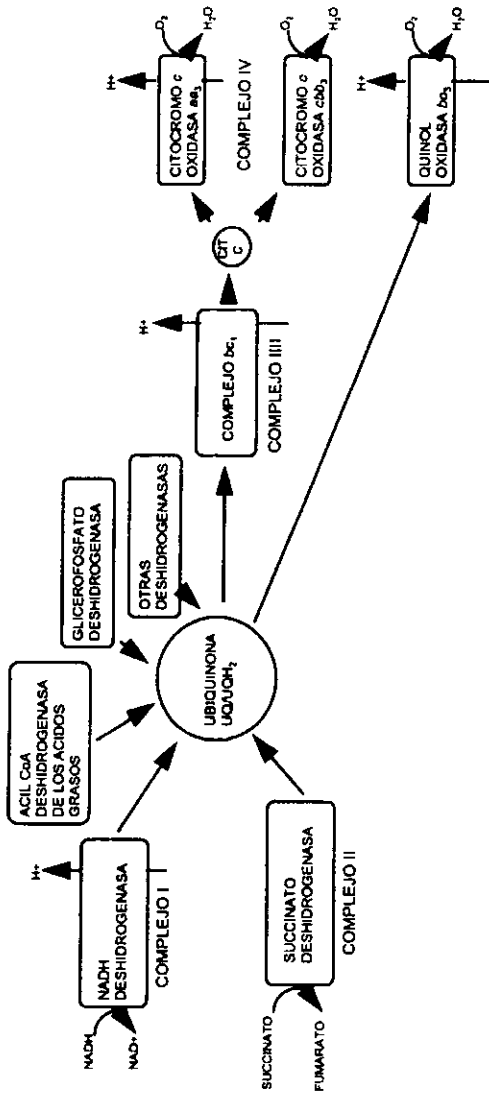 NADH
NAD+
H+
NADH
DESHIDROGENASA
COMPLEJO I
SUCCINATO
FUMARATO
SUCCINATO
DESHIDROGENASA
COMPLEJO II
ACIL CoA
DESHIDROGENASA
DE LOS ACIDOS
GRASOS
GLICEROFOSFATO
DESHIDROGENASA
OTRAS
DESHIDROGENASAS
UBIQUINONA
UQ/UQH₂
H+
COMPLEJO bc₁
COMPLEJO IIII
CIT
C
H+
CITOCROMO c
OXIDASA aa₃
O₂
H₂O
COMPLEJO IV
CITOCROMO c
OXIDASA cbb₃
O₂
H₂O
H+
QUINOL
OXIDASA ba₃
O₂
H₂O